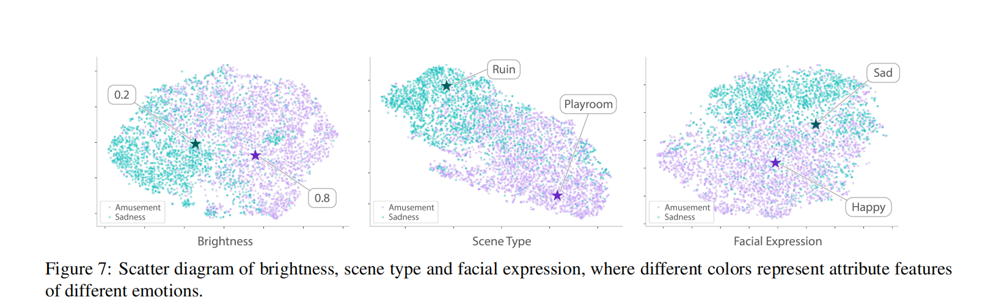 0.2
0.8
Amusement
Sadness
Brightness
Ruin
Playroom
Amusement
Sadness
Scene Type
Sad
Happy
Amusement
Sadness
Facial Expression
Figure 7: Scatter diagram of brightness, scene type and facial expression, where different colors represent attribute features
of different emotions.